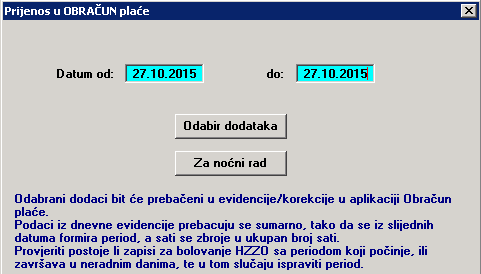 Prijenos u OBRAČUN plaće
Datum od: 27.10.2015 do: 27.10.2015
Odabir dodataka
Za noćni rad
Odabrani dodaci bit će prebačeni u evidencije/korekcije u aplikaciji Obračun
plaće.
Podaci iz dnevne evidencije prebacuju se sumarno, tako da se iz slijednih
datuma formira period, a sati se zbroje u ukupan broj sati.
Provjeriti postoje li zapisi za bolovanje HZZO sa periodom koji počinje, ili
završava u neradnim danima, te u tom slučaju ispraviti period.